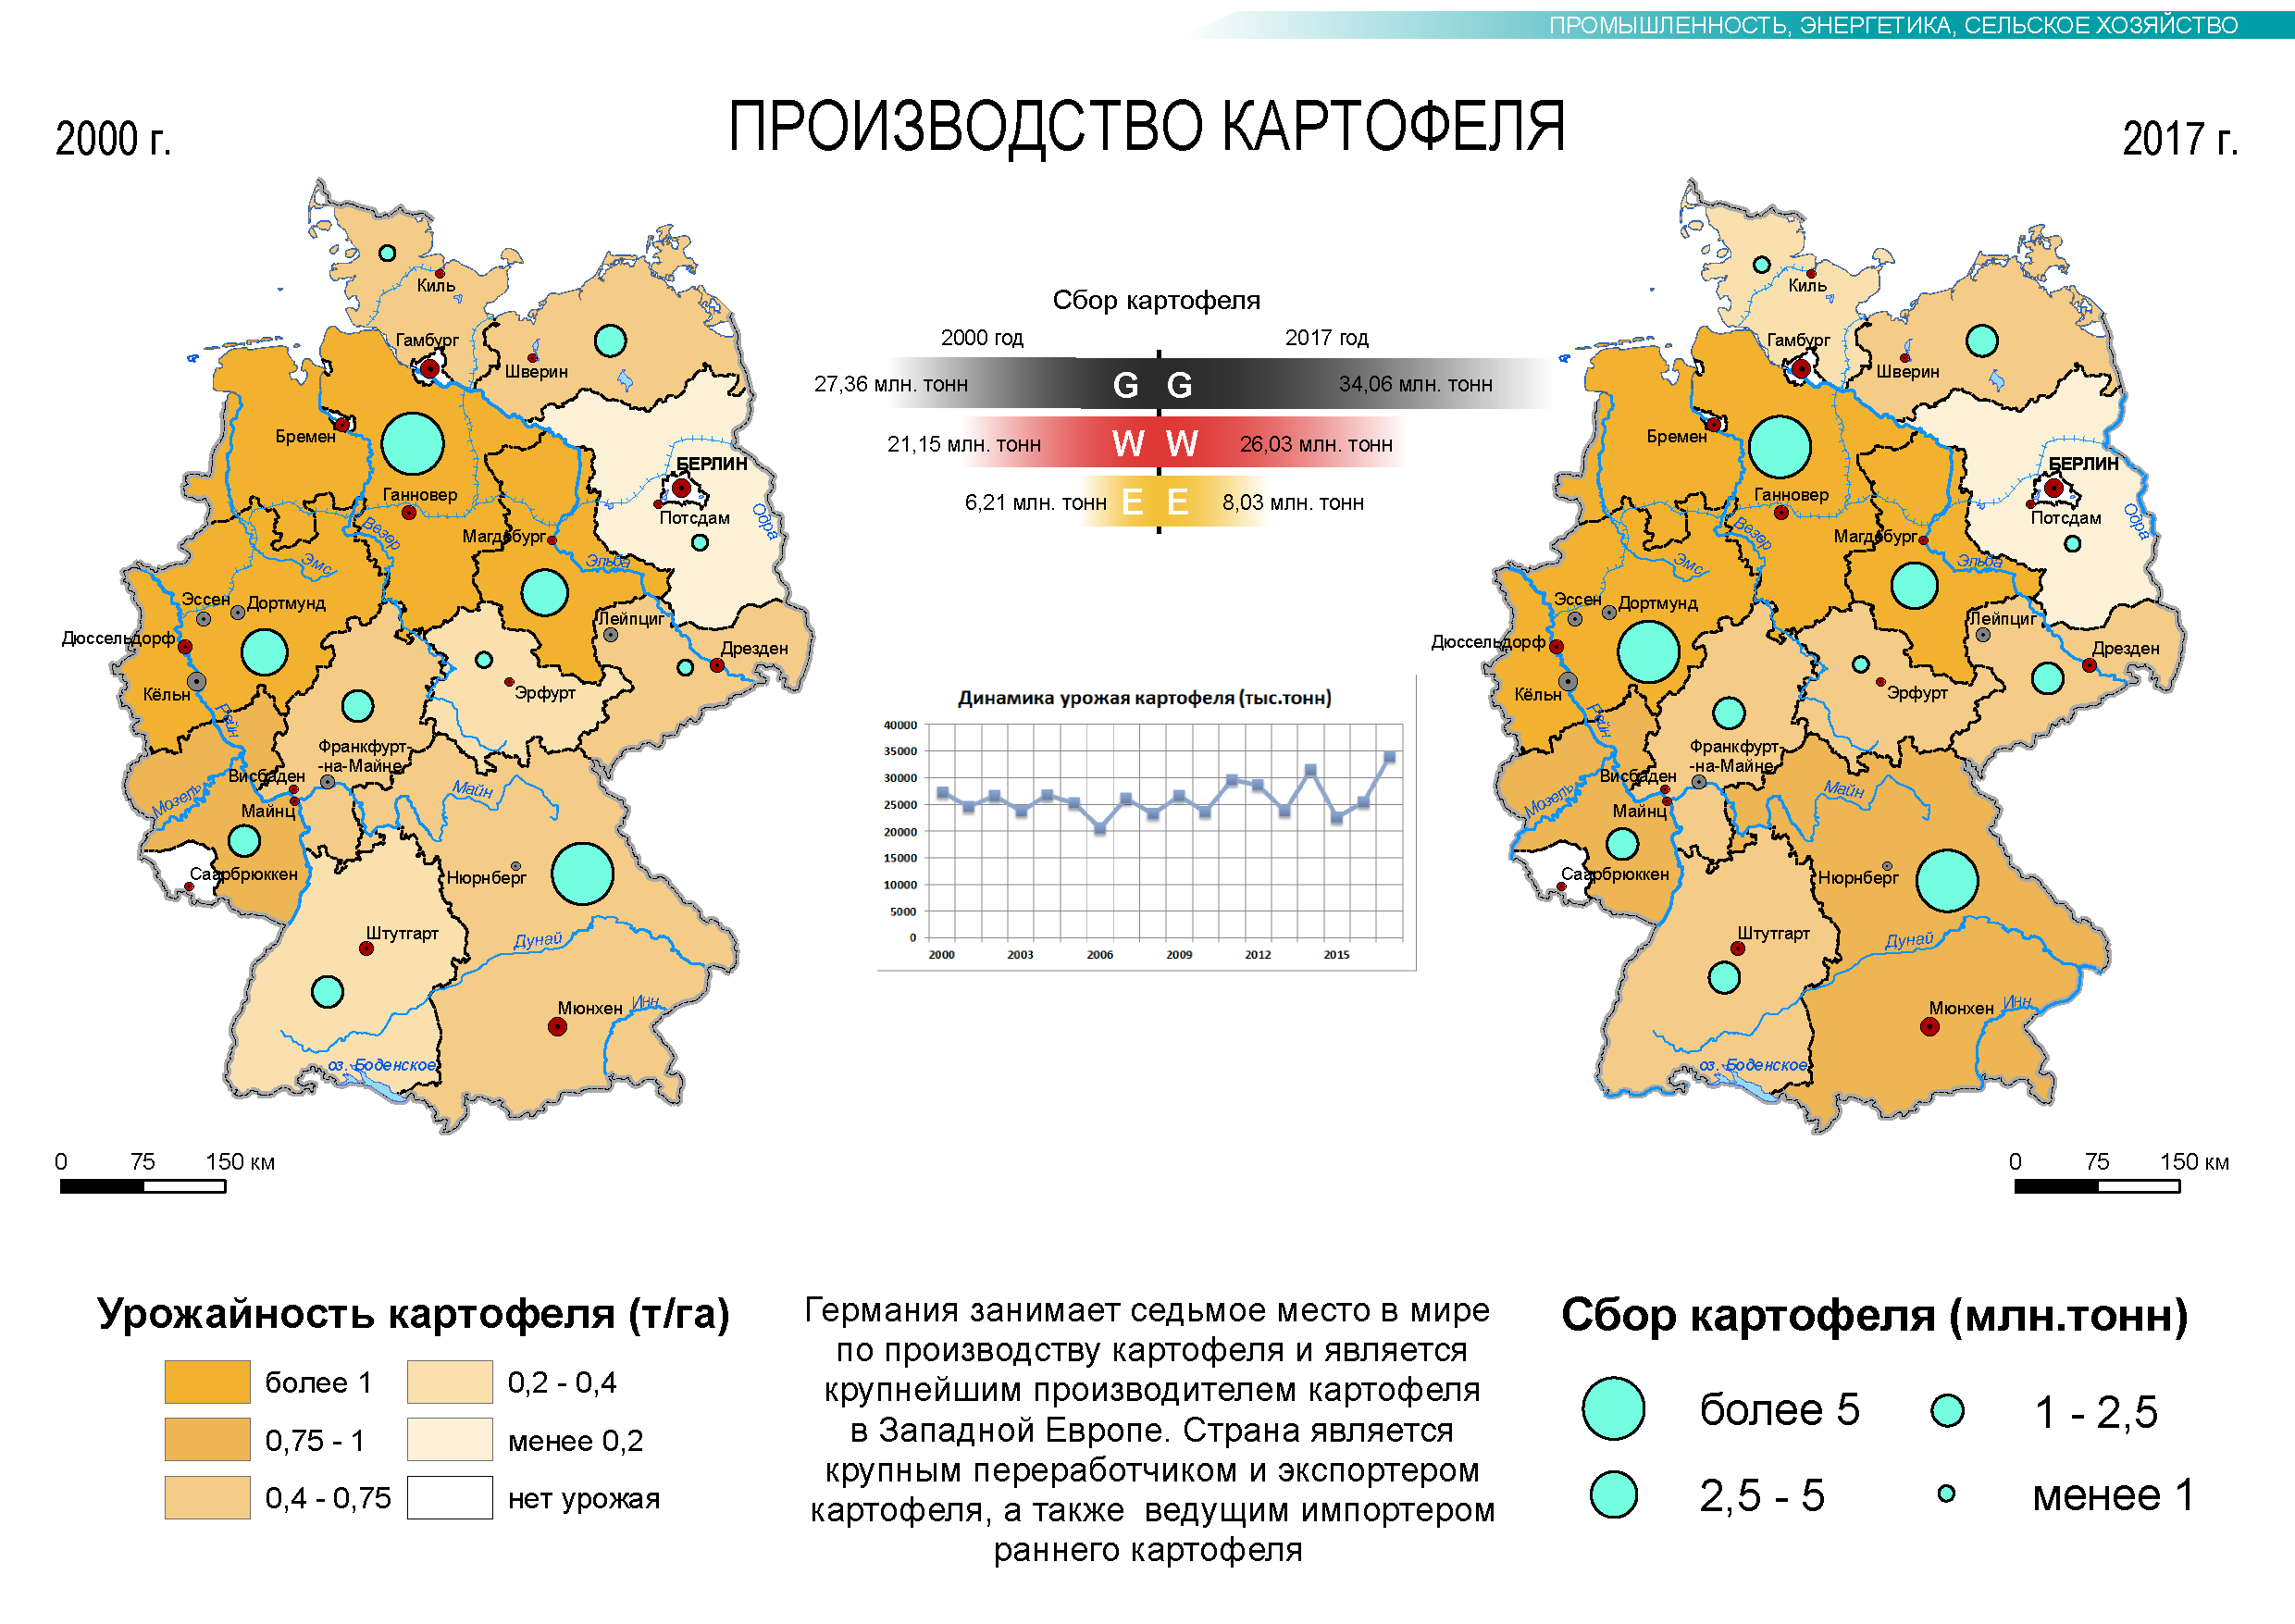 ПРОМЫШЛЕННОСТЬ, ЭНЕРГЕТИКА, СЕЛЬСКОЕ ХОЗЯЙСТВО
ПРОИЗВОДСТВО КАРТОФЕЛЯ
2000 г.
2017 г.
Киль
Гамбург
Шверин
Бремен
БЕРЛИН
Ганновер
Потсдам
Одра
Везер
Магдебург
Эмс
Эльба
Эссен
Дортмунд
Лейпциг
Дюссельдорф
Дрезден
Кёльн
Эрфурт
Рейн
Франкфурт-
-на-Майне
Висбаден
Мозель
Майн
Майнц
Саарбрюккен
Нюрнберг
Штутгарт
Дунай
Мюнхен
Инн
оз. Боденское
0 75 150 км
Сбор картофеля
2000 год 2017 год
27,36 млн. тонн G G 34,06 млн. тонн
21,15 млн. тонн W W 26,03 млн. тонн
6,21 млн. тонн E E 8,03 млн. тонн
Динамика урожая картофеля (тыс.тонн)
40000
35000
30000
25000
20000
15000
10000
5000
0
2000 2003 2006 2009 2012 2015
Киль
Гамбург
Шверин
Бремен
БЕРЛИН
Ганновер
Потсдам
Одра
Везер
Магдебург
Эмс
Эльба
Эссен
Дортмунд
Лейпциг
Дюссельдорф
Дрезден
Кёльн
Эрфурт
Рейн
Франкфурт-
-на-Майне
Висбаден
Мозель
Майн
Майнц
Саарбрюккен
Нюрнберг
Штутгарт
Дунай
Мюнхен
Инн
оз. Боденское
0 75 150 км
Урожайность картофеля (т/га)
более 1
0,75 - 1
0,4 - 0,75
0,2 - 0,4
менее 0,2
нет урожая
Германия занимает седьмое место в мире
по производству картофеля и является
крупнейшим производителем картофеля
в Западной Европе. Страна является
крупным переработчиком и экспортером
картофеля, а также ведущим импортером
раннего картофеля
Сбор картофеля (млн.тонн)
более 5
2,5 - 5
1 - 2,5
менее 1